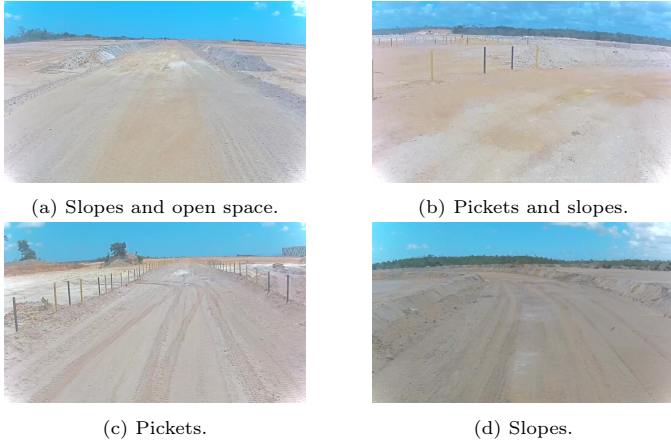 (a) Slopes and open space.
(b) Pickets and slopes.
(c) Pickets.
(d) Slopes.